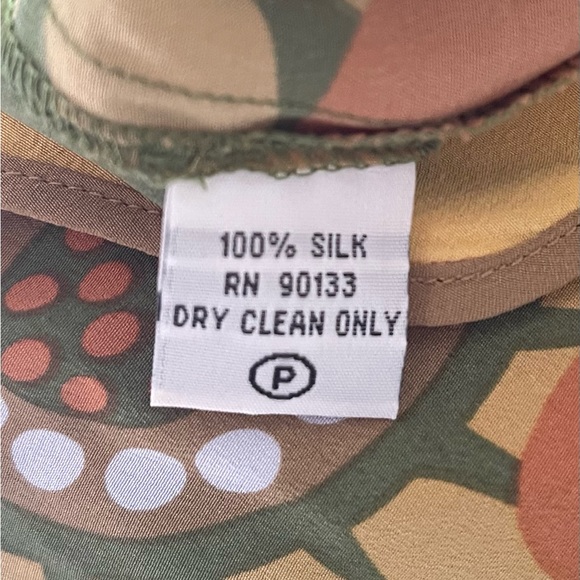 100% SILK
RN 90133
DRY CLEAN ONLY
P